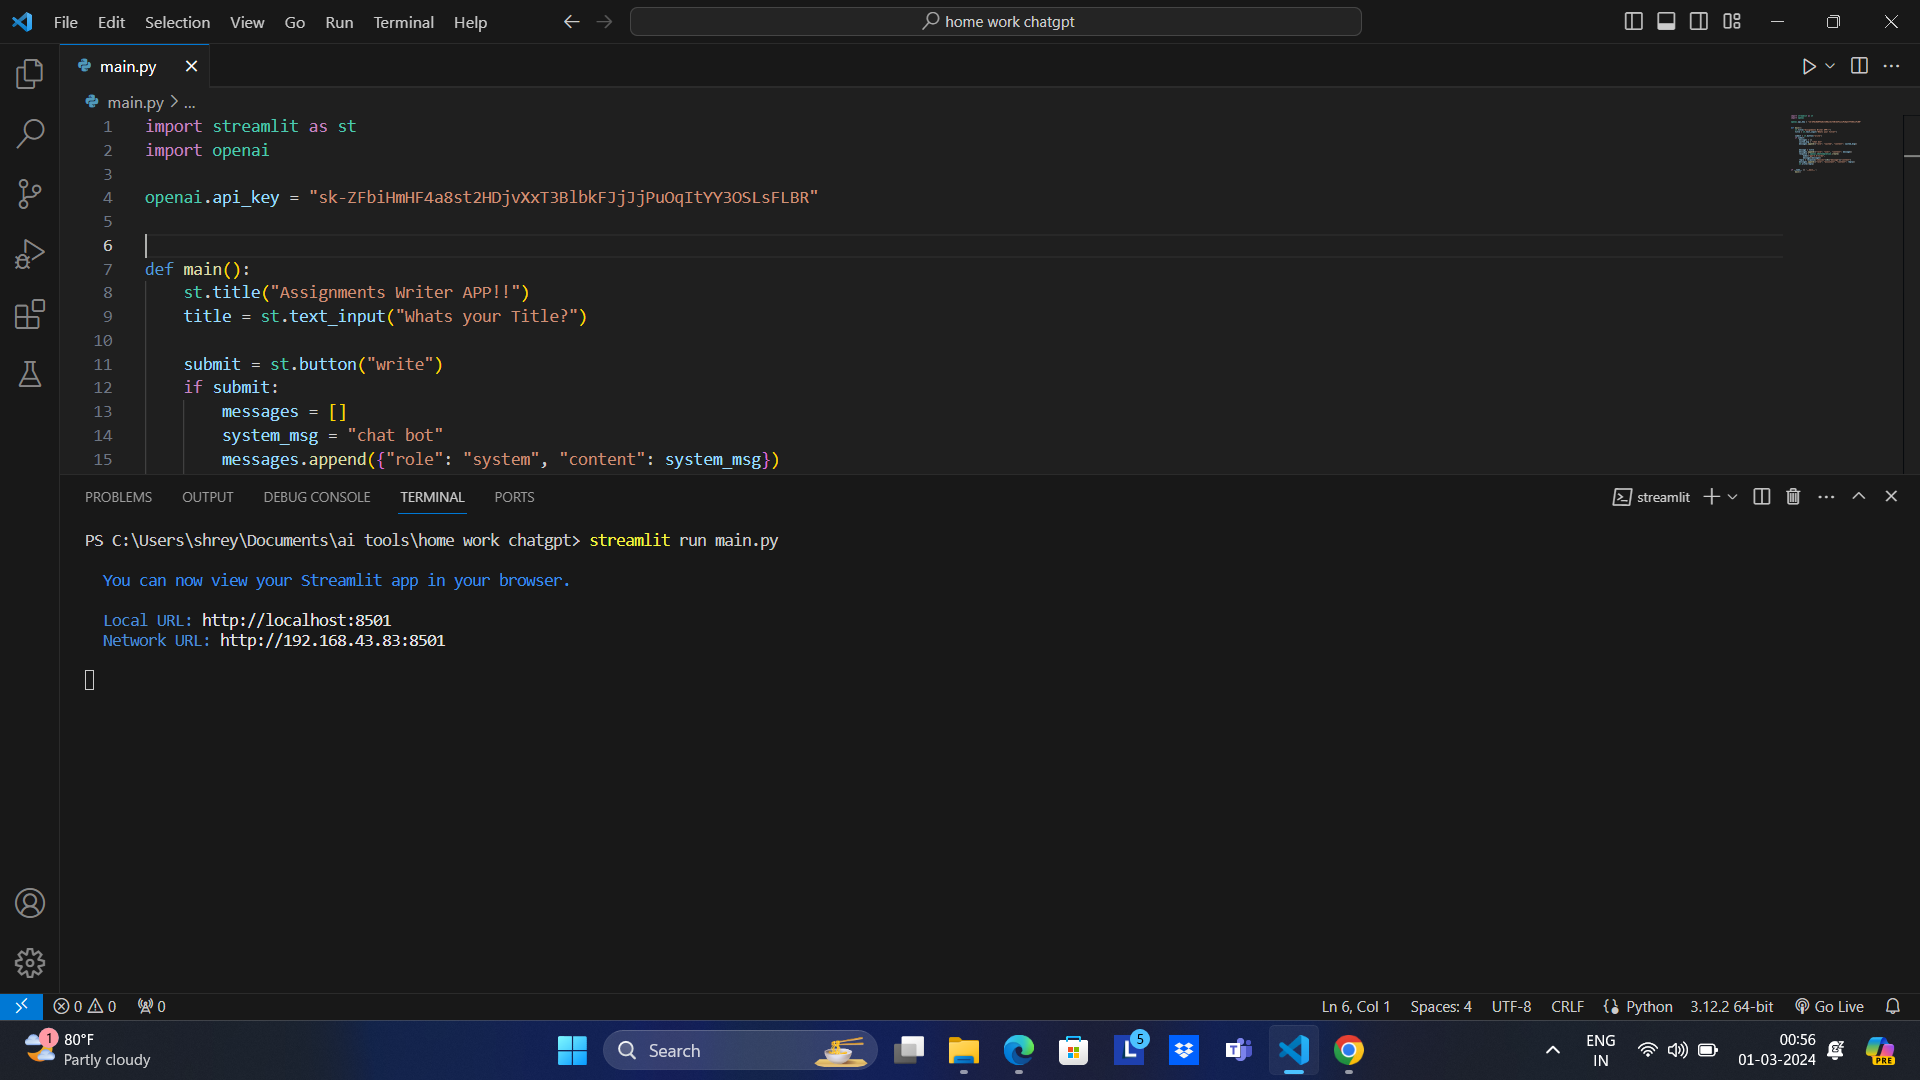 File Edit Selection View Go Run Terminal Help
home work chatgpt
main.py
main.py > ...
1 import streamlit as st
2 import openai
3
4 openai.api_key = "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"
5
6
7 def main():
8 st.title("Assignments Writer APP!!")
9 title = st.text_input("Whats your Title?")
10
11 submit = st.button("write")
12 if submit:
13 messages = []
14 system_msg = "chat bot"
15 messages.append({"role": "system", "content": system_msg})
PROBLEMS OUTPUT DEBUG CONSOLE TERMINAL PORTS
streamlit
PS C:\Users\shrey\Documents\ai tools\home work chatgpt> streamlit run main.py
You can now view your Streamlit app in your browser.
Local URL: http://localhost:8501
Network URL: http://192.168.43.83:8501
0 0 0
Ln 6, Col 1 Spaces: 4 UTF-8 CRLF Python 3.12.2 64-bit Go Live
1
80°F
Partly cloudy
Search
L 5
ENG
IN
00:56
01-03-2024
PRE